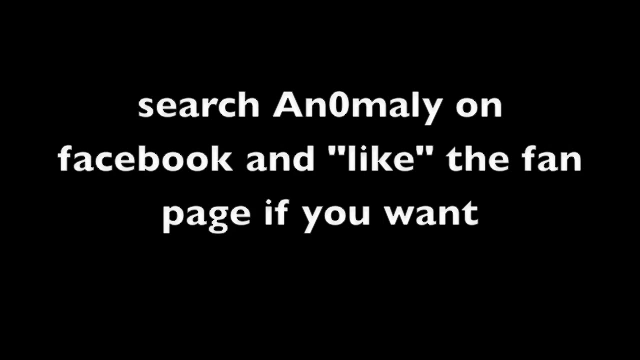 search An0maly on
facebook and "like" the fan
page if you want